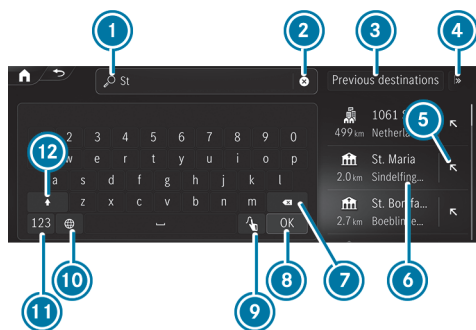 1 2 3 4
St Previous destinations »
1061
499 km Netherla
5
2 3 4 5 6 7 8 9 0
12 w e r t y u i o p
St. Maria
2.0 km Sindelfing...
a s d f g h j k l
z x c v b n m
St. Bonifa...
2.7 km Boeblinge...
123 OK
11 10 9 8 7 6